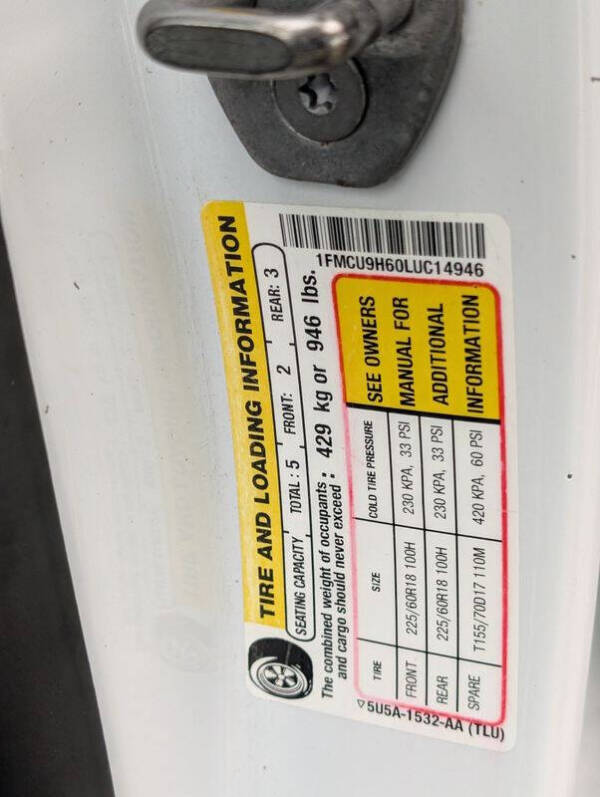 TIRE AND LOADING INFORMATION
SEATING CAPACITY TOTAL : 5 FRONT: 2 REAR: 3
The combined weight of occupants
and cargo should never exceed : 429 kg or 946 lbs.
1FMCU9H60LUC14946
TIRE SIZE COLD TIRE PRESSURE
FRONT 225/60R18 100H 230 KPA, 33 PSI
REAR 225/60R18 100H 230 KPA, 33 PSI
SPARE T155/70D17 110M 420 KPA, 60 PSI
SEE OWNERS
MANUAL FOR
ADDITIONAL
INFORMATION
▽5U5A-1532-AA (TLU)